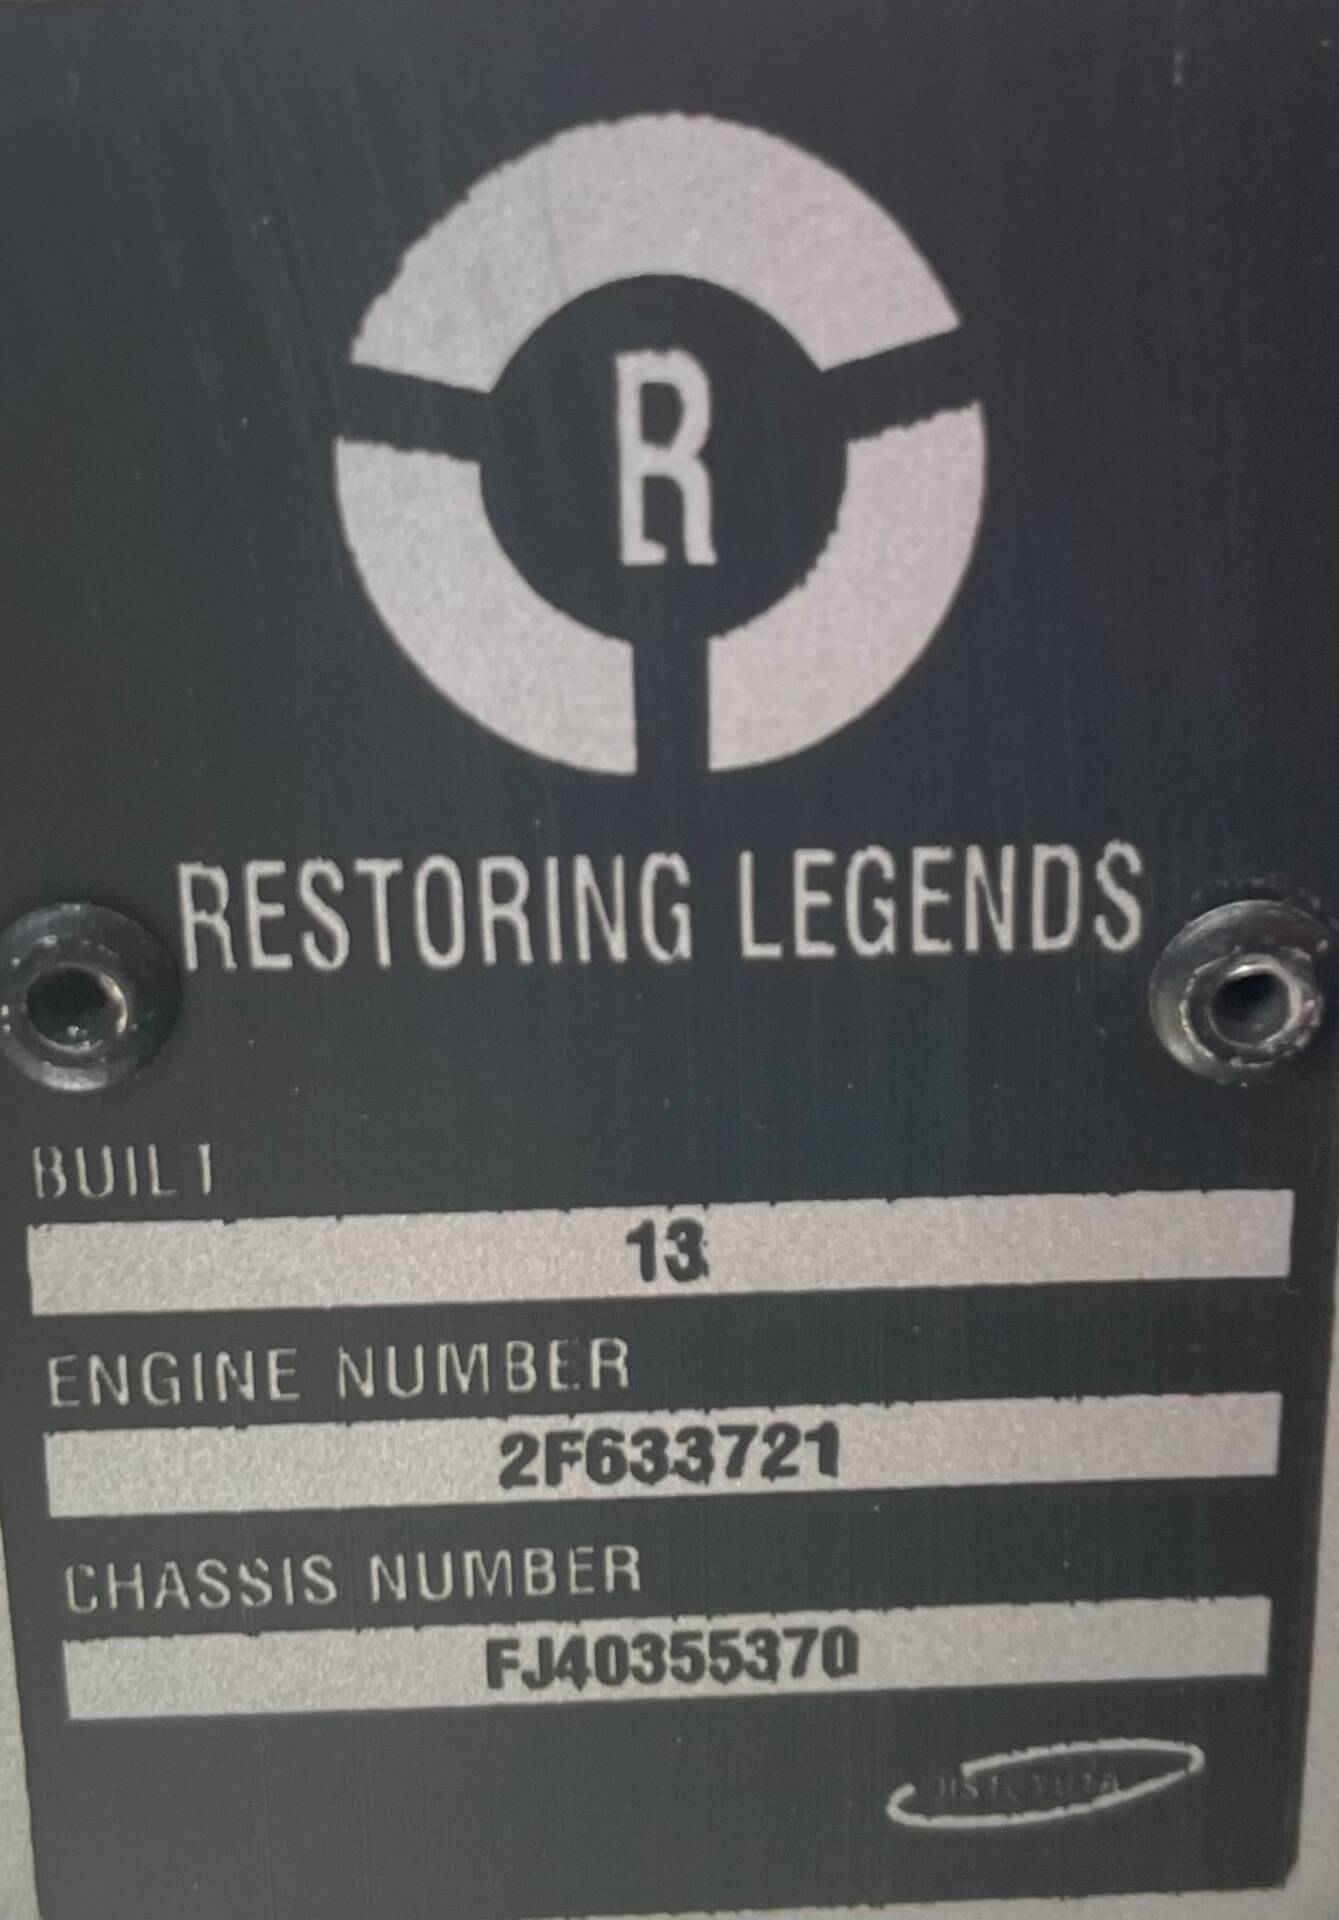 R
RESTORING LEGENDS
BUILT
13
ENGINE NUMBER
2F633721
CHASSIS NUMBER
FJ40355370